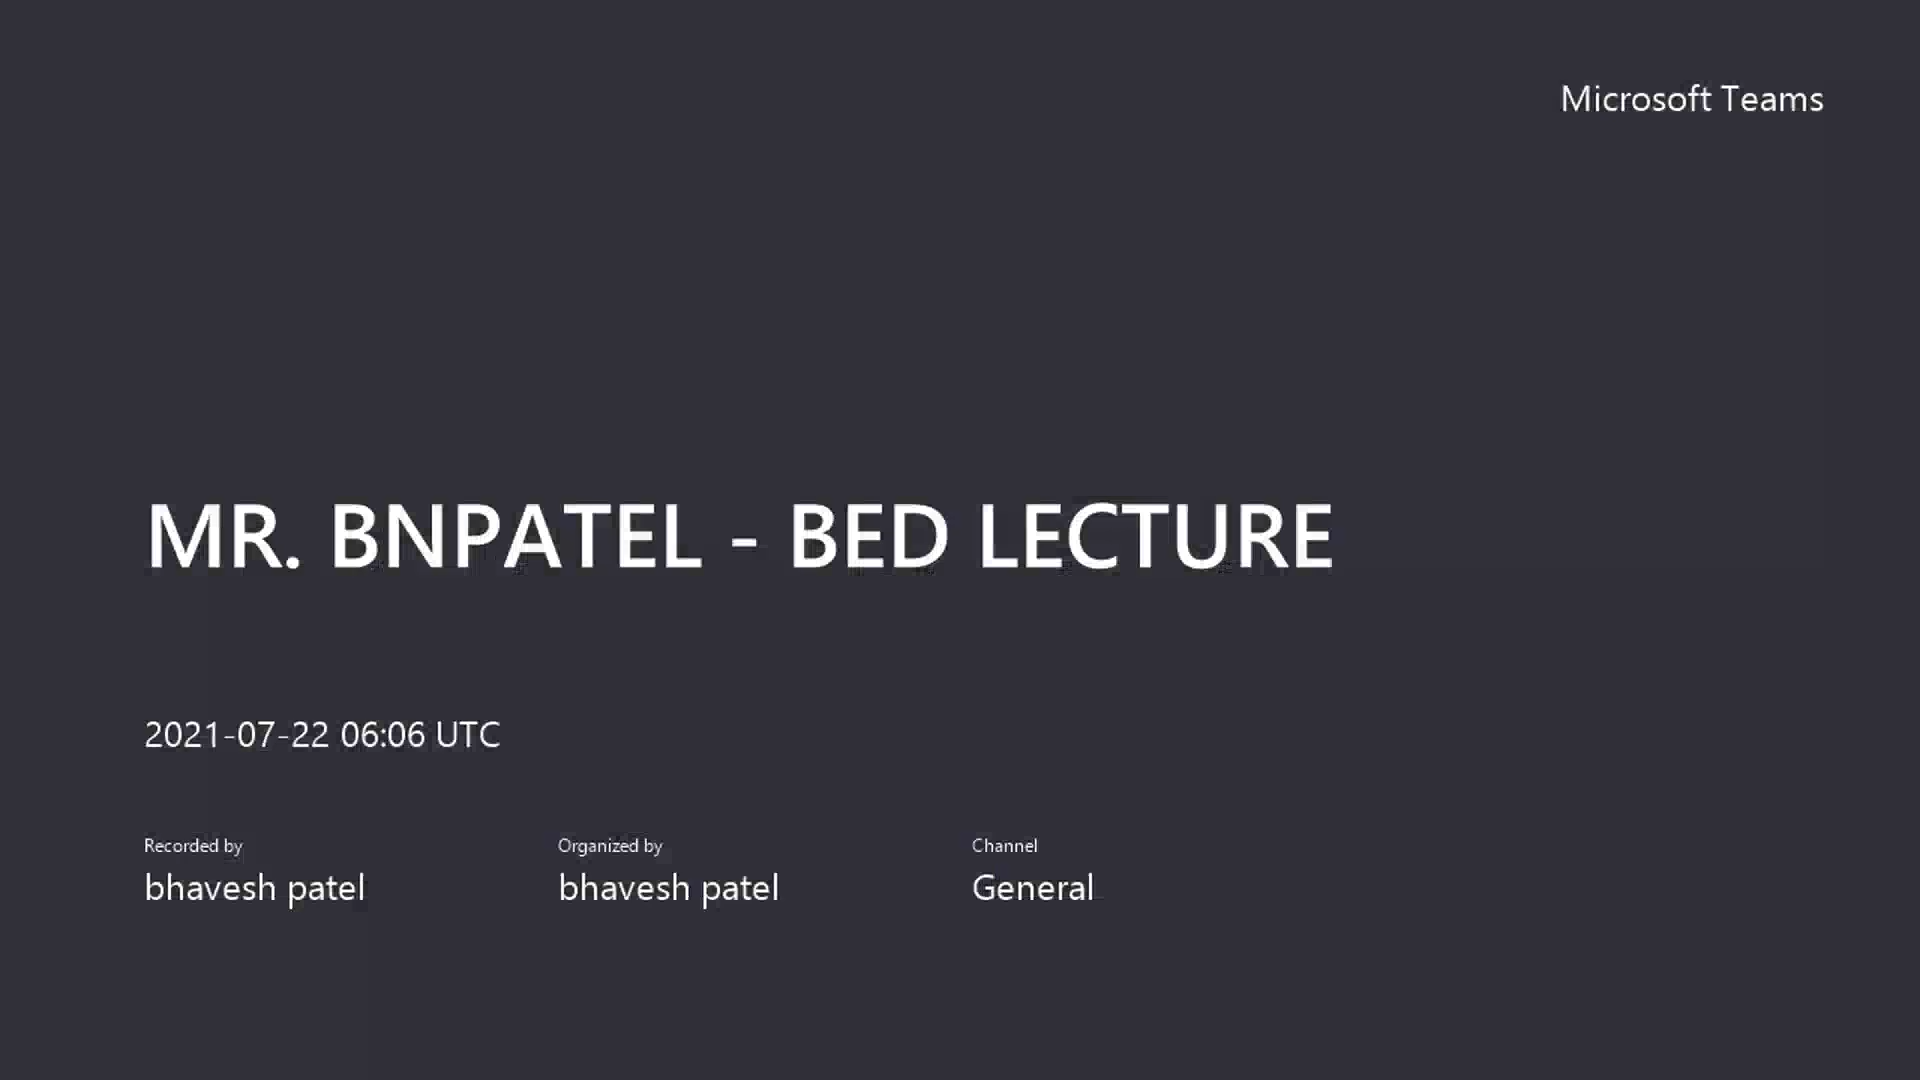 Microsoft Teams
MR. BNPATEL - BED LECTURE
2021-07-22 06:06 UTC
Recorded by
bhavesh patel
Organized by
bhavesh patel
Channel
General